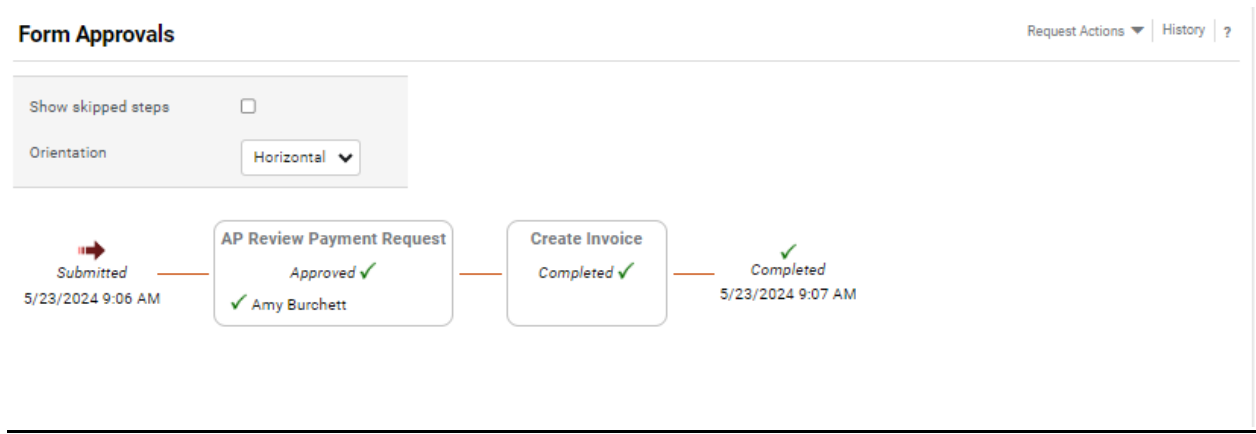 Form Approvals
Request Actions History ?
Show skipped steps
Orientation
Horizontal
Submitted
5/23/2024 9:06 AM
AP Review Payment Request
Approved
Amy Burchett
Create Invoice
Completed
Completed
5/23/2024 9:07 AM